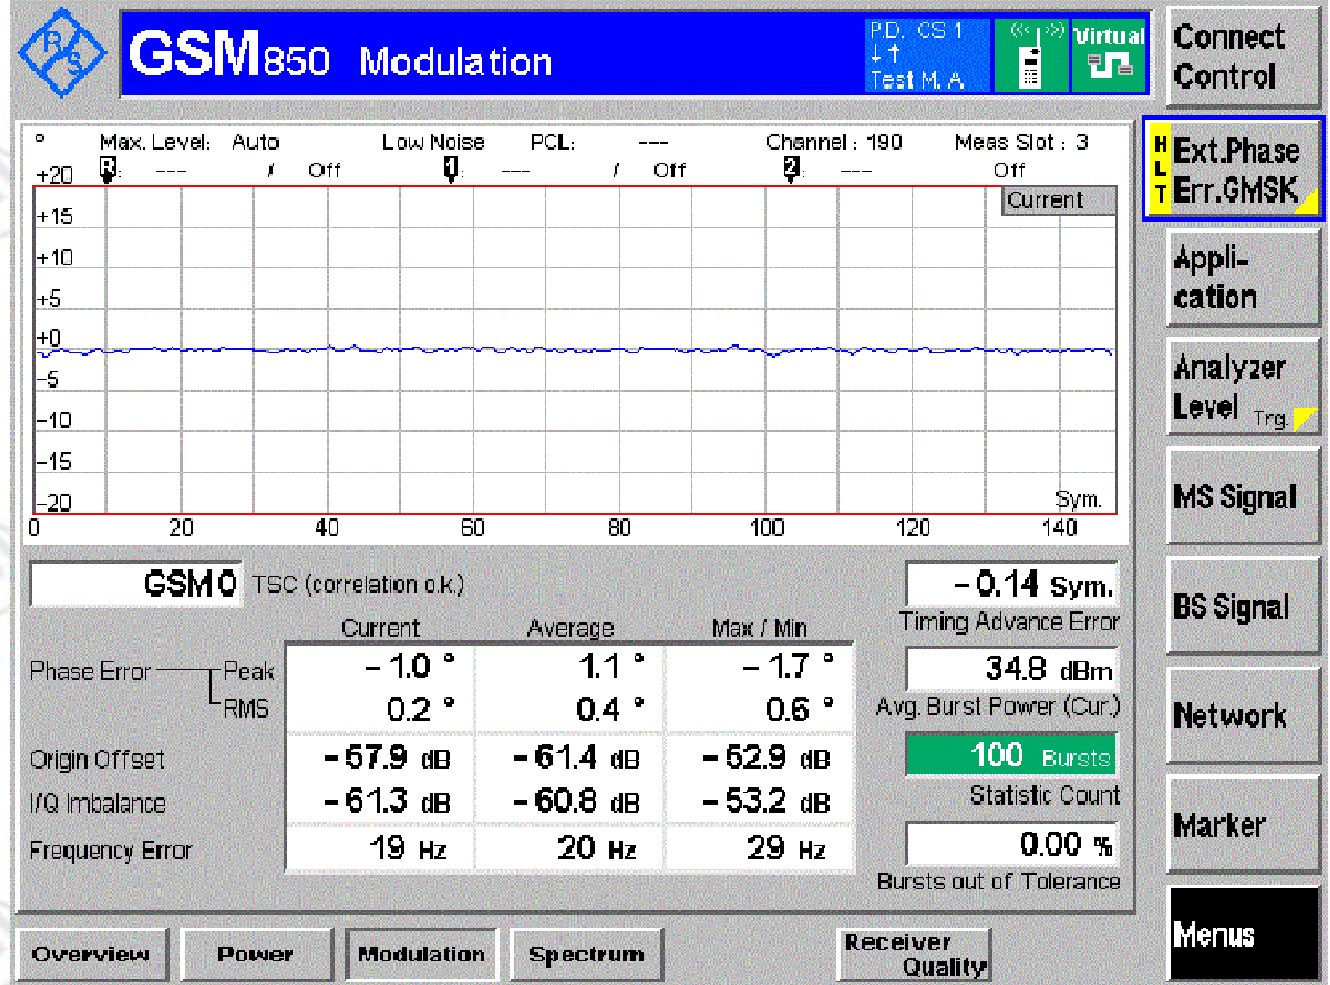 R&S
GSM850 Modulation
P.D. CS 1
Test M. A.
Virtual
Connect
Control
° Max. Level: Auto Low Noise PCL: --- Channel : 190 Meas Slot : 3
R: --- / Off 1: --- / Off 2: --- Off
+20
Current
+15
+10
+5
+0
-5
-10
-15
-20
Sym.
0 20 40 60 80 100 120 140
HLT
Ext.Phase
Err.GMSK
Appli-
cation
Analyzer
Level Trg.
MS Signal
BS Signal
Network
Marker
Menus
GSM 0 TSC (correlation o.k.)
-0.14 Sym.
Timing Advance Error
Current Average Max / Min
Phase Error Peak -1.0 ° 1.1 ° -1.7 °
RMS 0.2 ° 0.4 ° 0.6 °
34.8 dBm
Avg. Burst Power (Cur.)
Origin Offset -57.9 dB -61.4 dB -52.9 dB
I/Q Imbalance -61.3 dB -60.8 dB -53.2 dB
Frequency Error 19 Hz 20 Hz 29 Hz
100 Bursts
Statistic Count
0.00 %
Bursts out of Tolerance
Overview Power Modulation Spectrum
Receiver
Quality